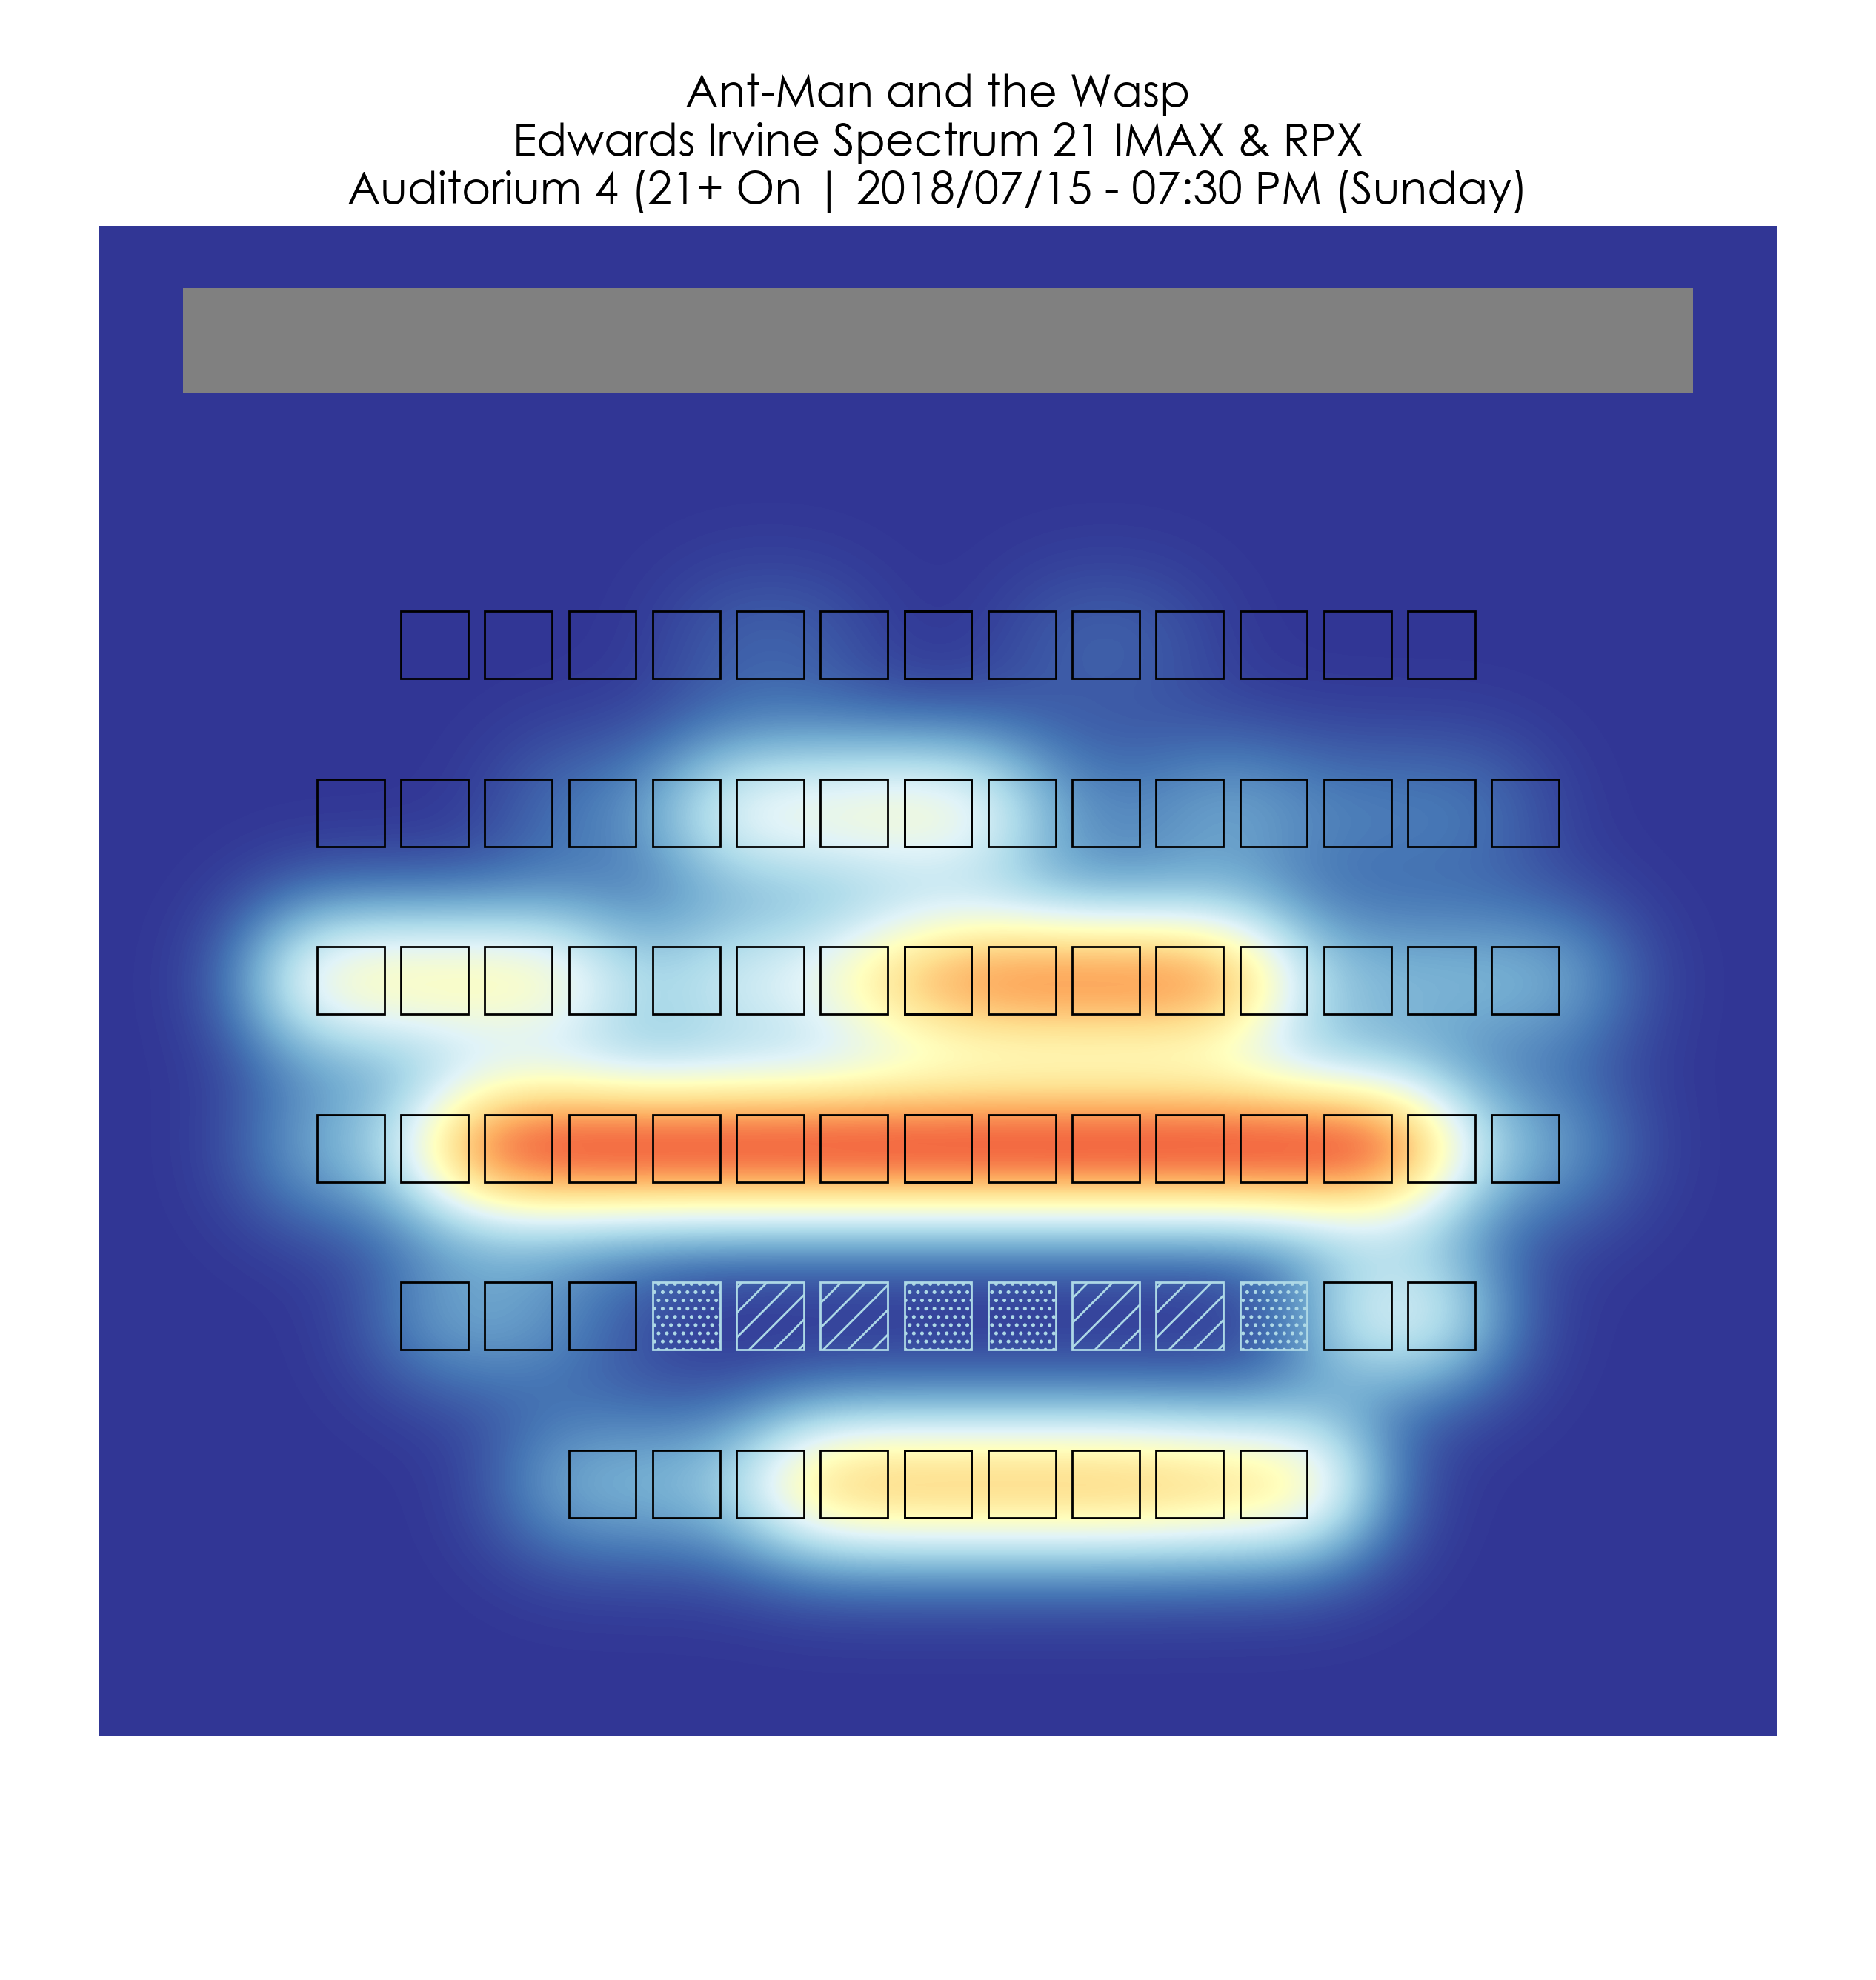 Ant-Man and the Wasp
Edwards Irvine Spectrum 21 IMAX & RPX
Auditorium 4 (21+ On | 2018/07/15 - 07:30 PM (Sunday)